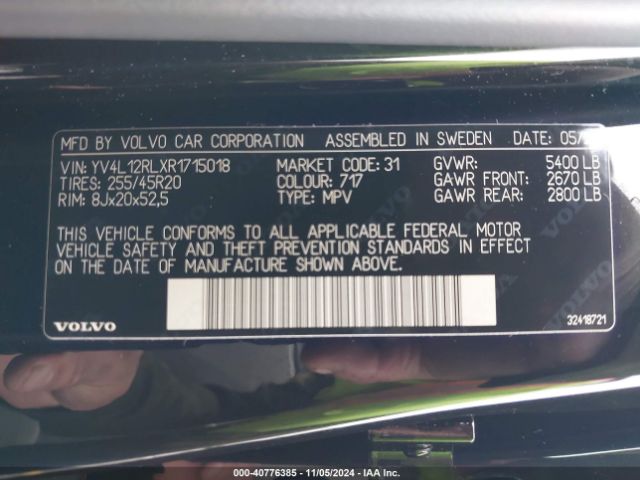 MFD BY VOLVO CAR CORPORATION ASSEMBLED IN SWEDEN DATE: 05/
VIN: YV4L12RLXR1715018 MARKET CODE: 31 GVWR: 5400 LB
TIRES: 255/45R20 COLOUR: 717 GAWR FRONT: 2670 LB
RIM: 8Jx20x52,5 TYPE: MPV GAWR REAR: 2800 LB
THIS VEHICLE CONFORMS TO ALL APPLICABLE FEDERAL MOTOR
VEHICLE SAFETY AND THEFT PREVENTION STANDARDS IN EFFECT
ON THE DATE OF MANUFACTURE SHOWN ABOVE.
VOLVO 32418721
000-40776385 - 11/05/2024 - IAA Inc.